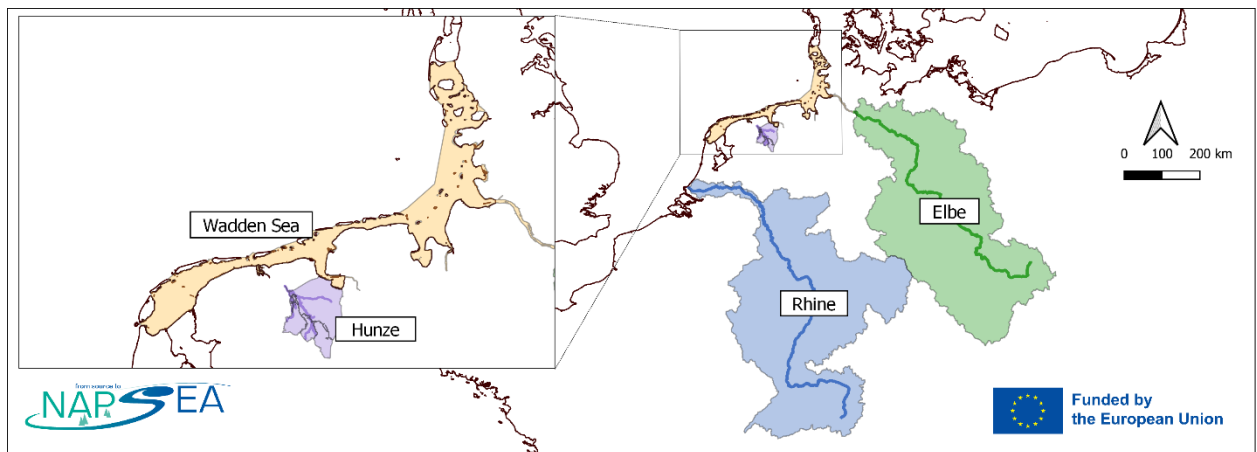 Wadden Sea
Hunze
Elbe
Rhine
0 100 200 km
from source to
NAPSEA
Funded by
the European Union